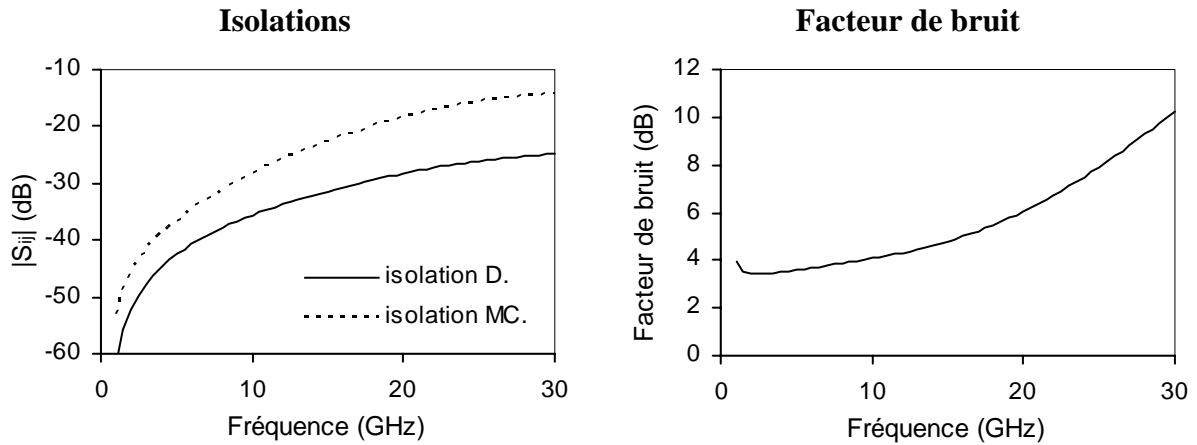 Isolations
-10
-20
-30
-40
-50
-60
|Sij| (dB)
isolation D.
isolation MC.
0
10
20
30
Fréquence (GHz)
Facteur de bruit
12
10
8
6
4
2
0
Facteur de bruit (dB)
0
10
20
30
Fréquence (GHz)